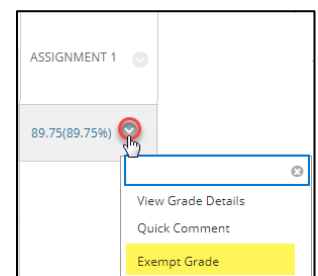 ASSIGNMENT 1
89.75(89.75%)
View Grade Details
Quick Comment
Exempt Grade